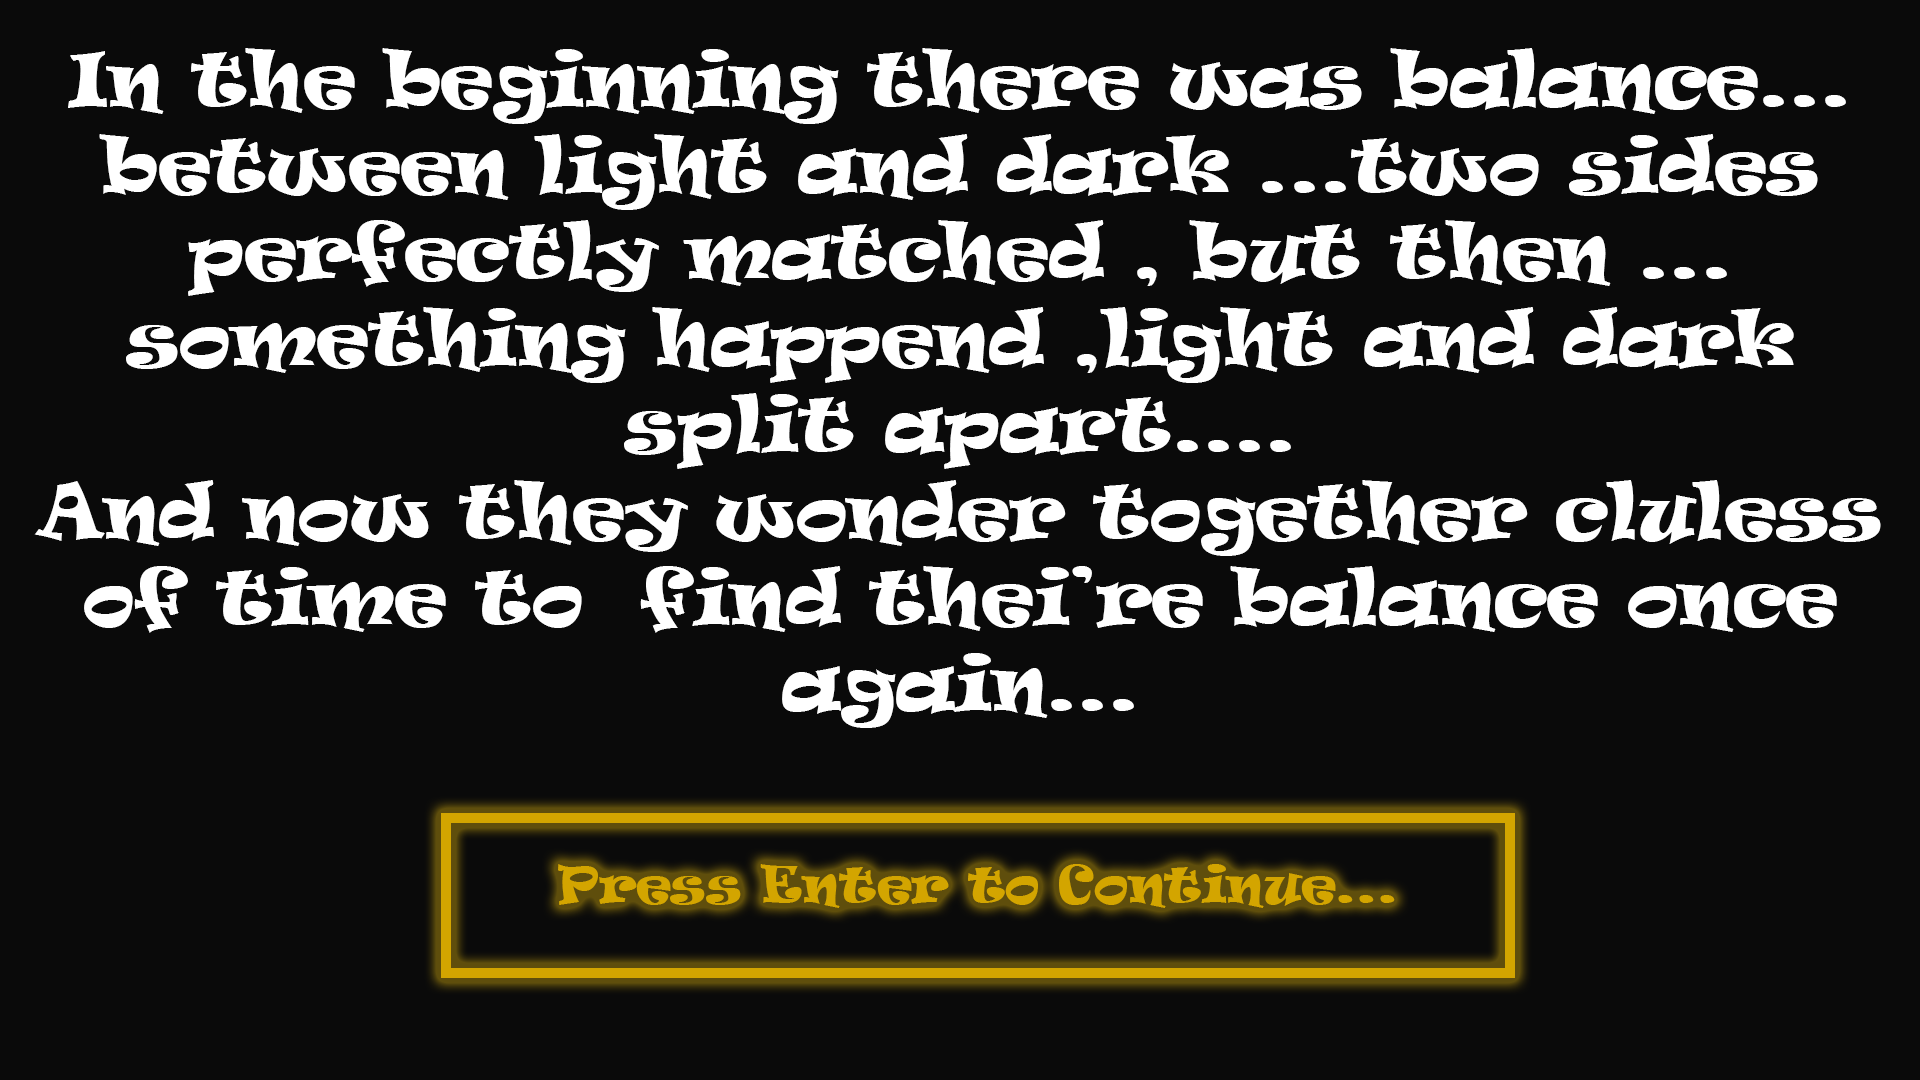 In the beginning there was balance...
between light and dark ...two sides
perfectly matched , but then ...
something happend ,light and dark
split apart....
And now they wonder together cluless
of time to  find thei're balance once
again...
Press Enter to Continue...